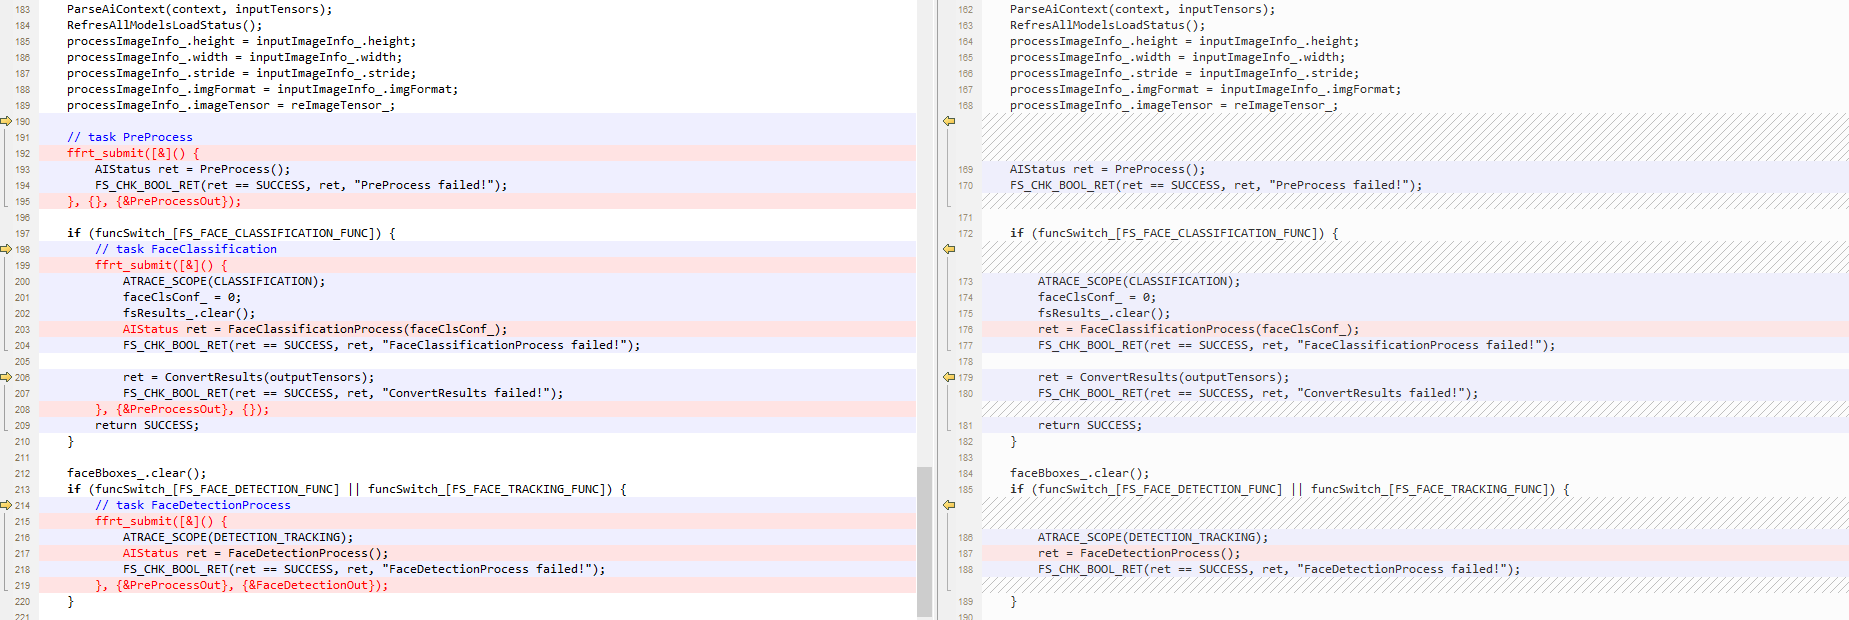 183 ParseAiContext(context, inputTensors);
184 RefresAllModelsLoadStatus();
185 processImageInfo_.height = inputImageInfo_.height;
186 processImageInfo_.width = inputImageInfo_.width;
187 processImageInfo_.stride = inputImageInfo_.stride;
188 processImageInfo_.imgFormat = inputImageInfo_.imgFormat;
189 processImageInfo_.imageTensor = reImageTensor_;
190
191 // task PreProcess
192 ffrt_submit([&]() {
193 AIStatus ret = PreProcess();
194 FS_CHK_BOOL_RET(ret == SUCCESS, ret, "PreProcess failed!");
195 }, {}, {&PreProcessOut});
196
197 if (funcSwitch_[FS_FACE_CLASSIFICATION_FUNC]) {
198 // task FaceClassification
199 ffrt_submit([&]() {
200 ATRACE_SCOPE(CLASSIFICATION);
201 faceClsConf_ = 0;
202 fsResults_.clear();
203 AIStatus ret = FaceClassificationProcess(faceClsConf_);
204 FS_CHK_BOOL_RET(ret == SUCCESS, ret, "FaceClassificationProcess failed!");
205
206 ret = ConvertResults(outputTensors);
207 FS_CHK_BOOL_RET(ret == SUCCESS, ret, "ConvertResults failed!");
208 }, {&PreProcessOut}, {});
209 return SUCCESS;
210 }
211
212 faceBboxes_.clear();
213 if (funcSwitch_[FS_FACE_DETECTION_FUNC] || funcSwitch_[FS_FACE_TRACKING_FUNC]) {
214 // task FaceDetectionProcess
215 ffrt_submit([&]() {
216 ATRACE_SCOPE(DETECTION_TRACKING);
217 AIStatus ret = FaceDetectionProcess();
218 FS_CHK_BOOL_RET(ret == SUCCESS, ret, "FaceDetectionProcess failed!");
219 }, {&PreProcessOut}, {&FaceDetectionOut});
220 }
221
162 ParseAiContext(context, inputTensors);
163 RefresAllModelsLoadStatus();
164 processImageInfo_.height = inputImageInfo_.height;
165 processImageInfo_.width = inputImageInfo_.width;
166 processImageInfo_.stride = inputImageInfo_.stride;
167 processImageInfo_.imgFormat = inputImageInfo_.imgFormat;
168 processImageInfo_.imageTensor = reImageTensor_;
169 AIStatus ret = PreProcess();
170 FS_CHK_BOOL_RET(ret == SUCCESS, ret, "PreProcess failed!");
171
172 if (funcSwitch_[FS_FACE_CLASSIFICATION_FUNC]) {
173 ATRACE_SCOPE(CLASSIFICATION);
174 faceClsConf_ = 0;
175 fsResults_.clear();
176 ret = FaceClassificationProcess(faceClsConf_);
177 FS_CHK_BOOL_RET(ret == SUCCESS, ret, "FaceClassificationProcess failed!");
178
179 ret = ConvertResults(outputTensors);
180 FS_CHK_BOOL_RET(ret == SUCCESS, ret, "ConvertResults failed!");
181 return SUCCESS;
182 }
183
184 faceBboxes_.clear();
185 if (funcSwitch_[FS_FACE_DETECTION_FUNC] || funcSwitch_[FS_FACE_TRACKING_FUNC]) {
186 ATRACE_SCOPE(DETECTION_TRACKING);
187 ret = FaceDetectionProcess();
188 FS_CHK_BOOL_RET(ret == SUCCESS, ret, "FaceDetectionProcess failed!");
189 }
190